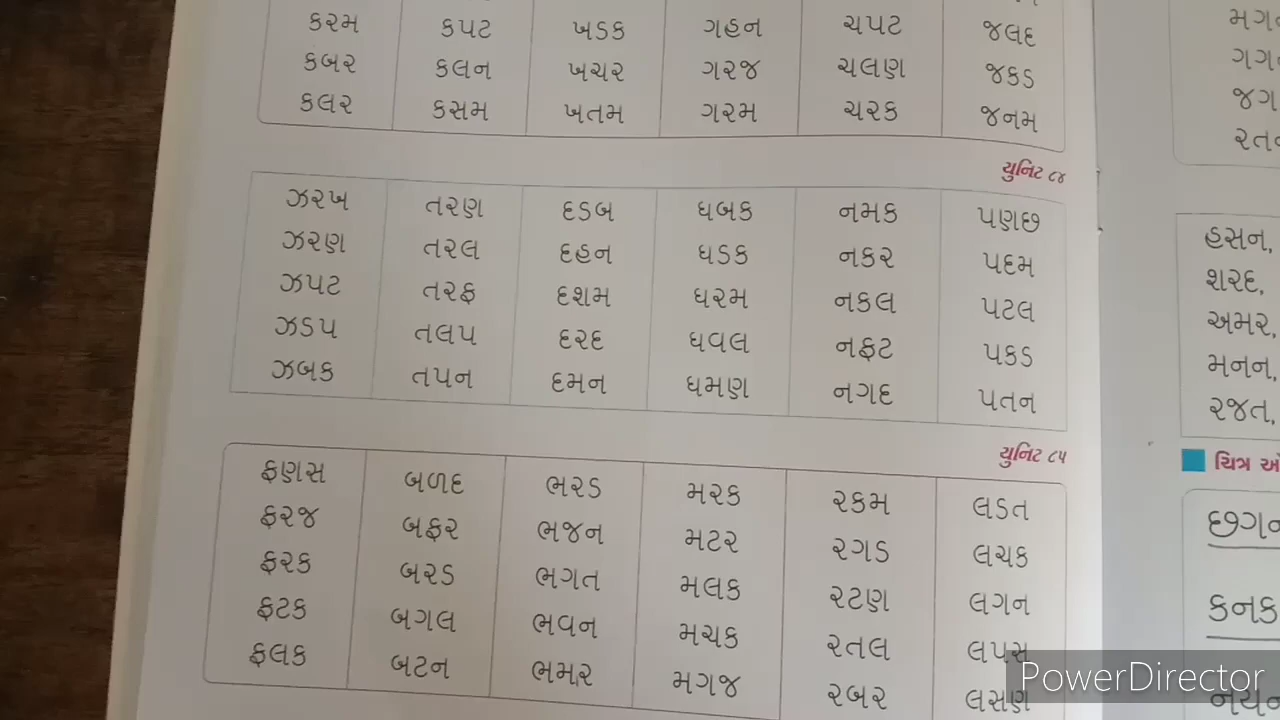 કરમ કપટ ખડક ગહન ચપટ જલદ
કબર કલન ખચર ગરજ ચલણ જકડ
કલર કસમ ખતમ ગરમ ચરક જનમ
યુનિટ ૮૪
ઝરખ તરણ દડબ ધબક નમક પણછ
ઝરણ તરલ દહન ધડક નકર પદમ
ઝપટ તરફ દશમ ધરમ નકલ પટલ
ઝડપ તલપ દરદ ધવલ નફટ પકડ
ઝબક તપન દમન ધમણ નગદ પતન
યુનિટ ૮૫
ફણસ બળદ ભરડ મરક રકમ લડત
ફરજ બફર ભજન મટર રગડ લચક
ફરક બરડ ભગત મલક રટણ લગન
ફટક બગલ ભવન મચક રતલ લપસ
ફલક બટન ભમર મગજ રબર લસણ
હસન,
શરદ,
અમર,
મનન,
રજત,
ચિત્ર
કનક
PowerDirector